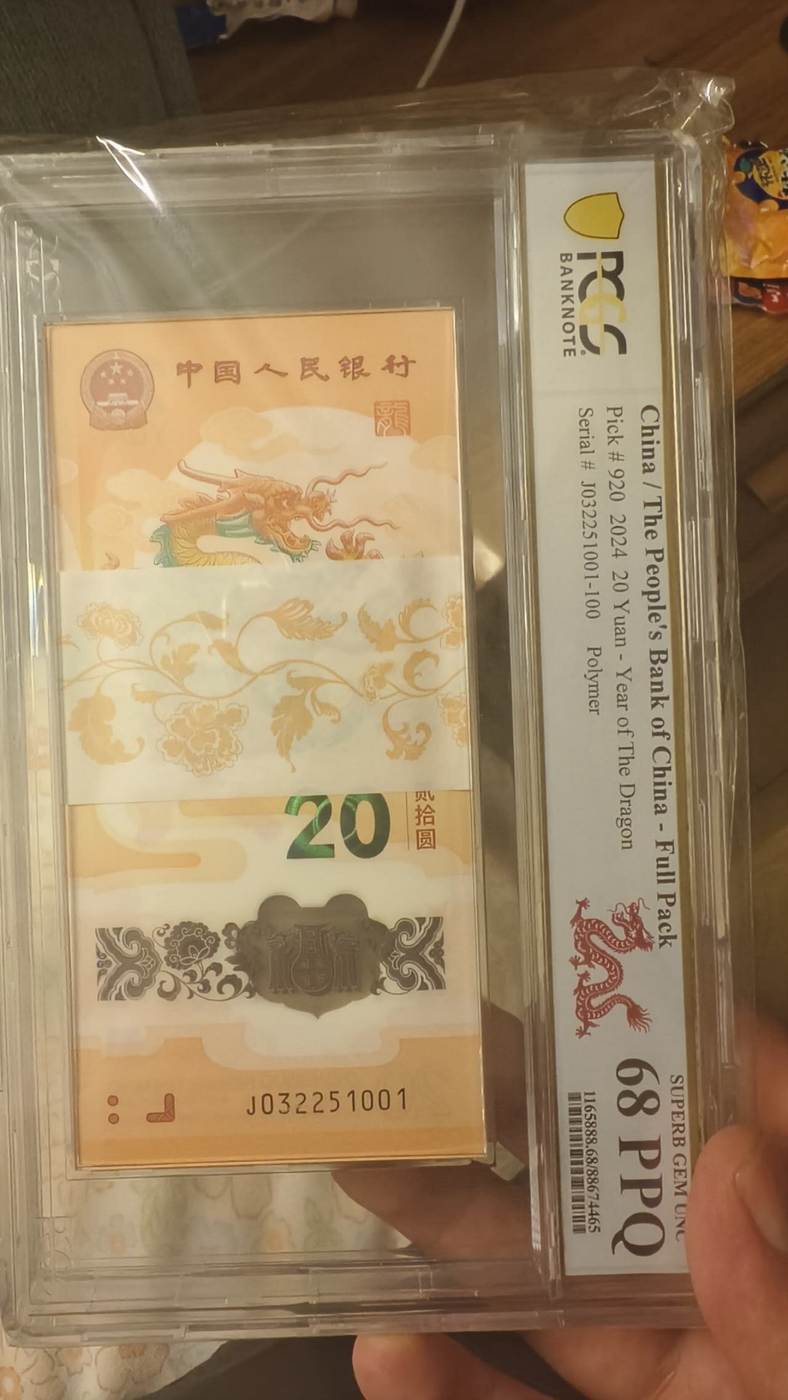 PCGS
BANKNOTE
China / The People's Bank of China - Full Pack
Pick # 920 2024 20 Yuan - Year of The Dragon
Serial # J032251001-100 Polymer
SUPERB GEM UNC
68 PPQ
1165888.68/88674465
中国人民银行
龍
贰拾圆
20
J032251001